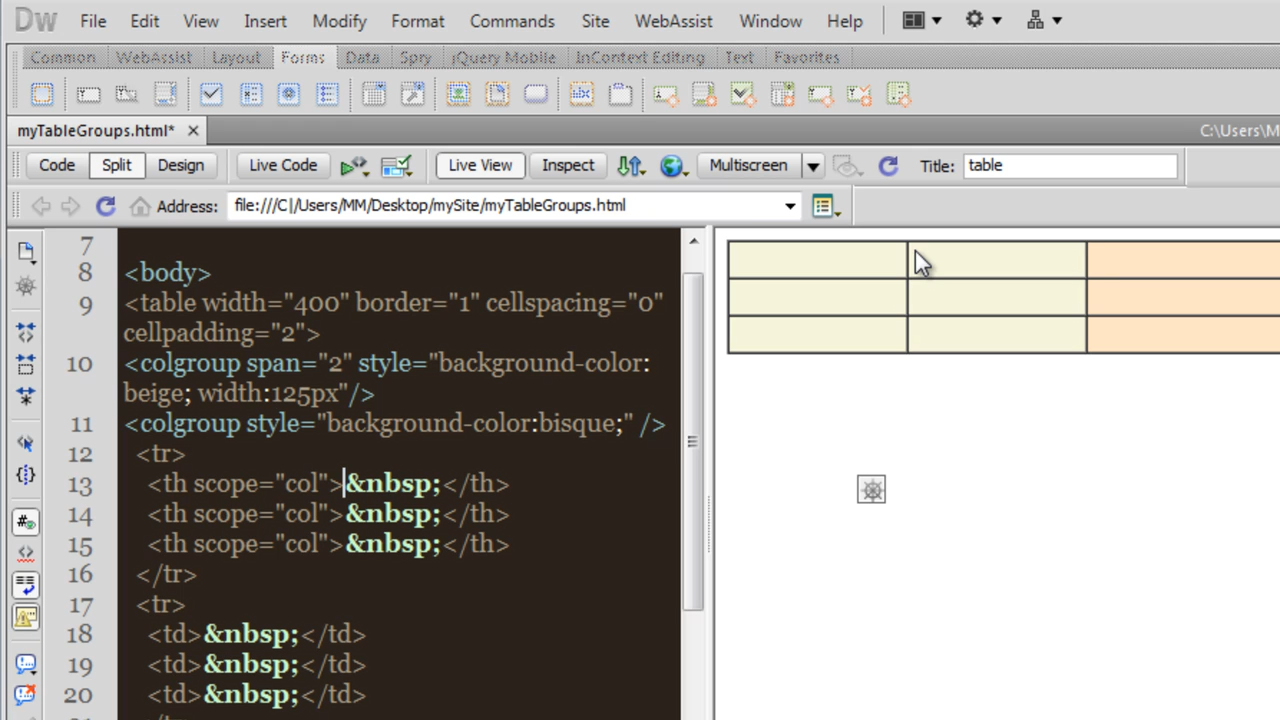 Dw File Edit View Insert Modify Format Commands Site WebAssist Window Help
Common WebAssist Layout Forms Data Spry jQuery Mobile InContext Editing Text Favorites
myTableGroups.html* C:\Users\M
Code Split Design Live Code Live View Inspect Multiscreen Title: table
Address: file:///C|/Users/MM/Desktop/mySite/myTableGroups.html
7
8 <body>
9 <table width="400" border="1" cellspacing="0"
cellpadding="2">
10 <colgroup span="2" style="background-color:
beige; width:125px"/>
11 <colgroup style="background-color:bisque;" />
12 <tr>
13 <th scope="col">&nbsp;</th>
14 <th scope="col">&nbsp;</th>
15 <th scope="col">&nbsp;</th>
16 </tr>
17 <tr>
18 <td>&nbsp;</td>
19 <td>&nbsp;</td>
20 <td>&nbsp;</td>